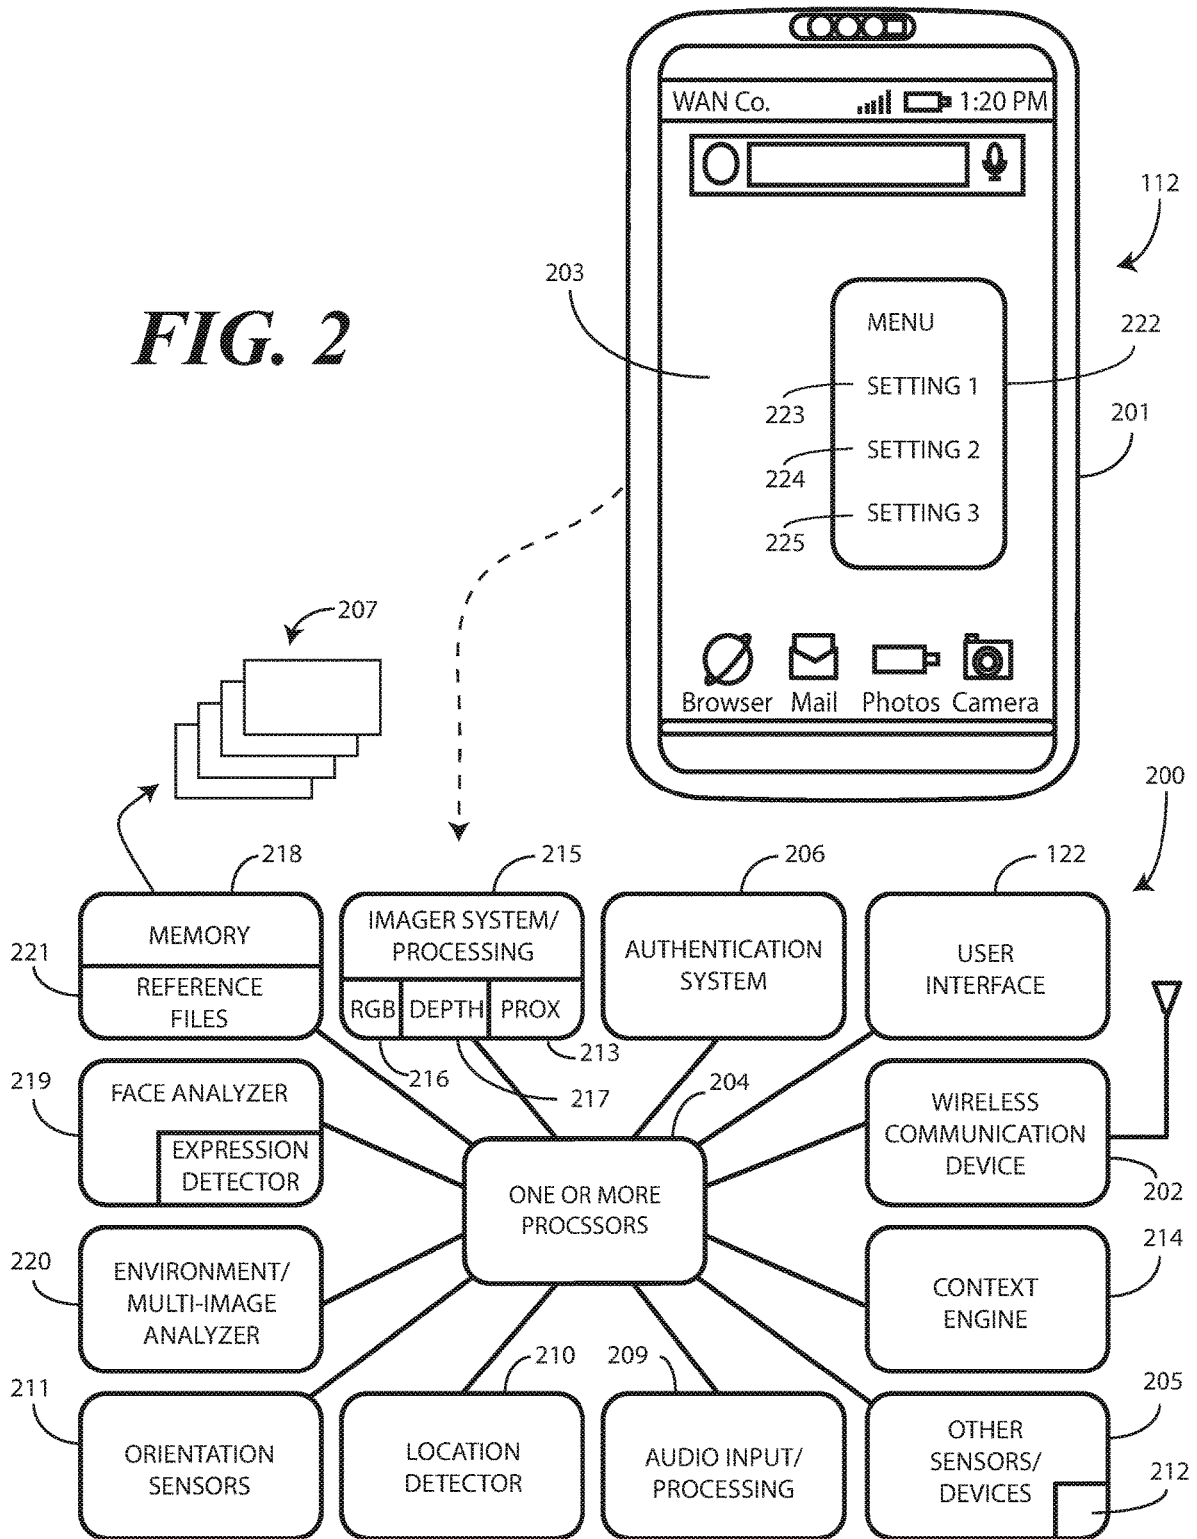 WAN Co. 1:20 PM
112
203
FIG. 2
MENU
222
SETTING 1
223
201
SETTING 2
224
SETTING 3
225
207
Browser Mail Photos Camera
200
218
215
206
122
MEMORY
IMAGER SYSTEM/
PROCESSING
AUTHENTICATION
SYSTEM
USER
INTERFACE
221
REFERENCE
FILES
RGB DEPTH PROX
213
216
217
204
219
FACE ANALYZER
EXPRESSION
DETECTOR
WIRELESS
COMMUNICATION
DEVICE
202
ONE OR MORE
PROCSSORS
220
ENVIRONMENT/
MULTI-IMAGE
ANALYZER
214
CONTEXT
ENGINE
210
209
211
205
ORIENTATION
SENSORS
LOCATION
DETECTOR
AUDIO INPUT/
PROCESSING
OTHER
SENSORS/
DEVICES
212